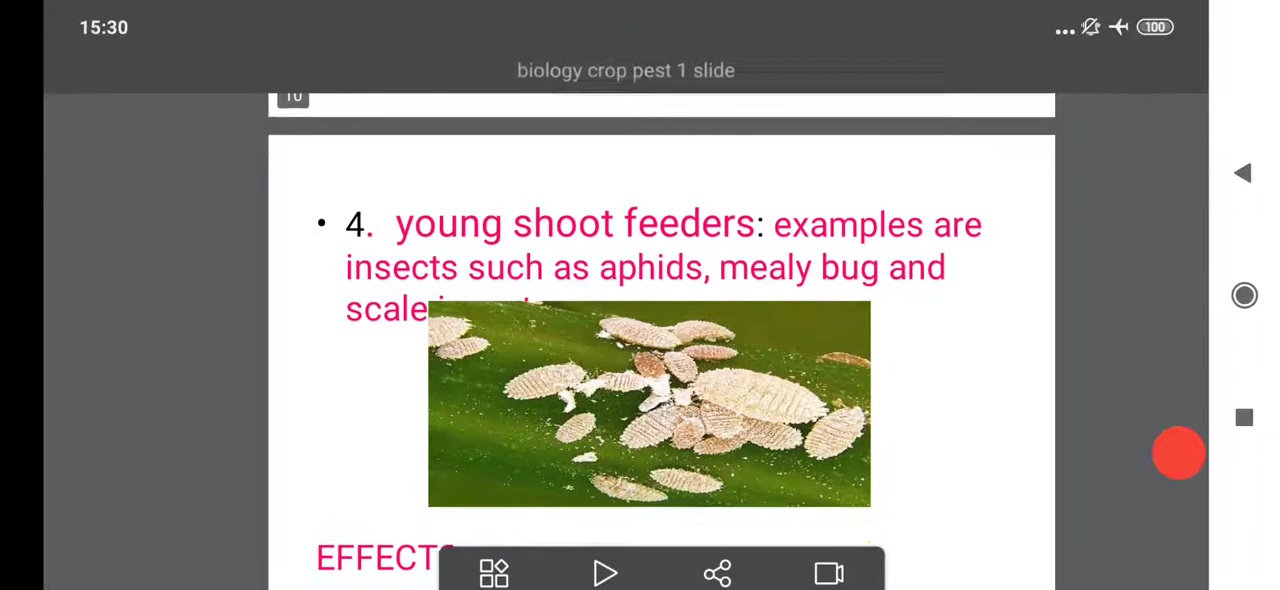 15:30
100
biology crop pest 1 slide
10
• 4. young shoot feeders: examples are
insects such as aphids, mealy bug and
scale
EFFECTS